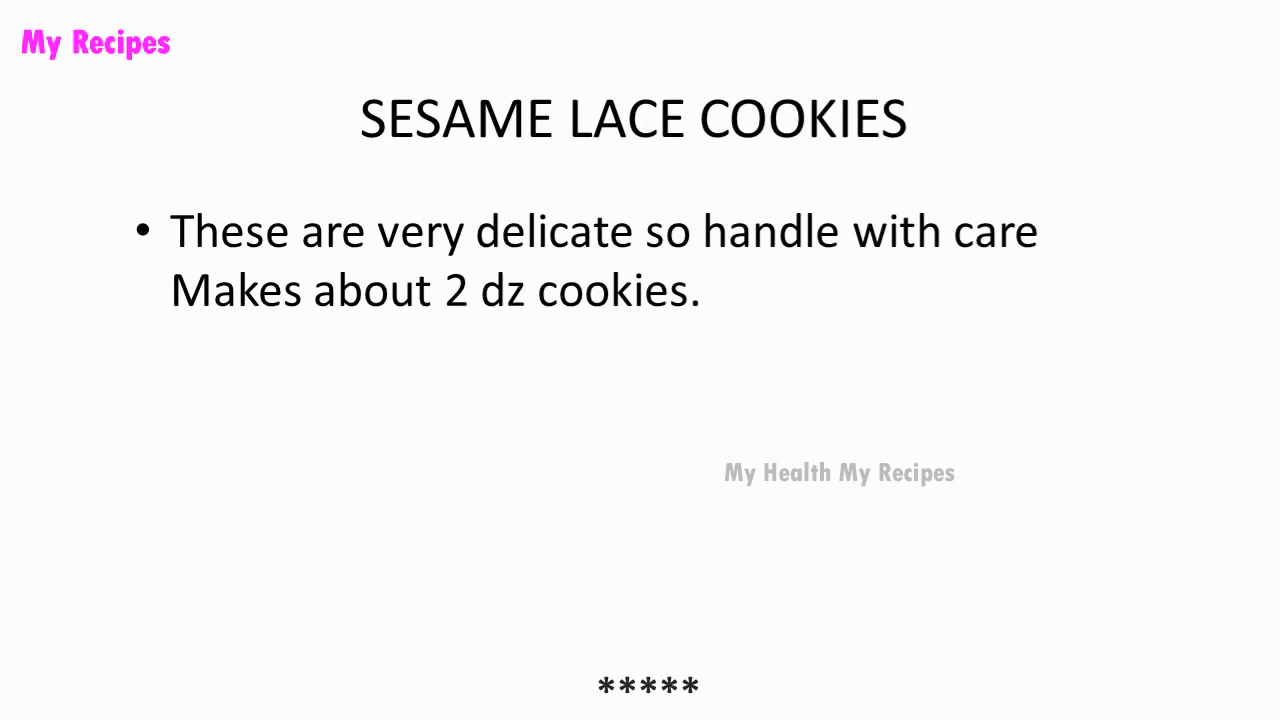 My Recipes
SESAME LACE COOKIES
• These are very delicate so handle with care
Makes about 2 dz cookies.
My Health My Recipes
*****